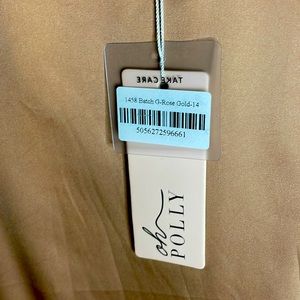 TAKE CARE
1458 Batch G-Rose Gold-14
5056272596661
oh
POLLY